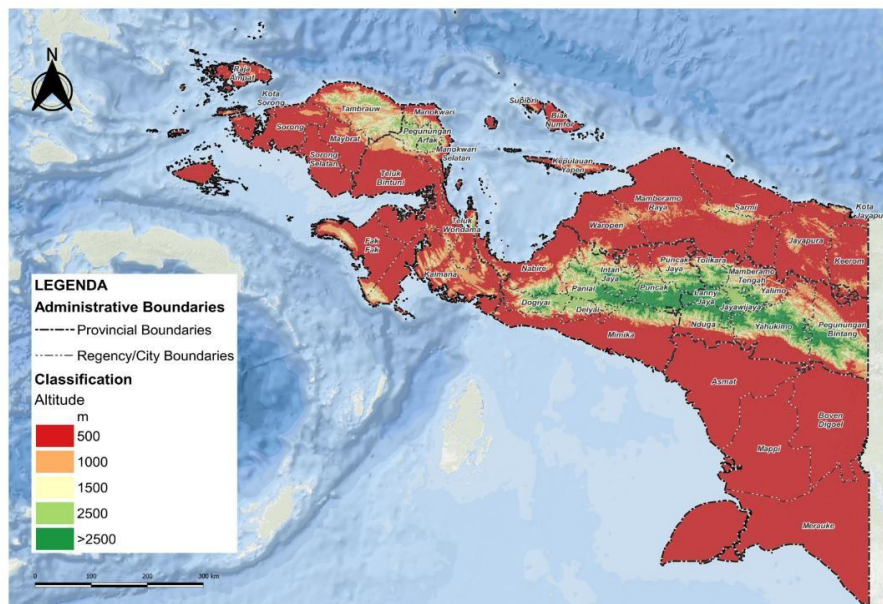 N
Raja
Ampat
Kota
Sorong
Sorong
Tambrauw
Manokwari
Maybrat
Pegunungan
Arfak
Sorong
Selatan
Manokwari
Selatan
Teluk
Bintuni
Supiori
Biak
Numfor
Kepulauan
Yapen
Fak
Fak
Teluk
Wondama
Kaimana
Waropen
Mamberamo
Raya
Sarmi
Kota
Jayapura
Jayapura
Keerom
Nabire
Intan
Jaya
Puncak
Jaya
Tolikara
Mamberamo
Tengah
Yalimo
Dogiyai
Paniai
Puncak
Lanny
Jaya
Jayawijaya
Deiyai
Nduga
Yahukimo
Pegunungan
Bintang
Mimika
Asmat
Boven
Digoel
Mappi
Merauke
LEGENDA
Administrative Boundaries
Provincial Boundaries
Regency/City Boundaries
Classification
Altitude
m
500
1000
1500
2500
>2500
0 100 200 300 km